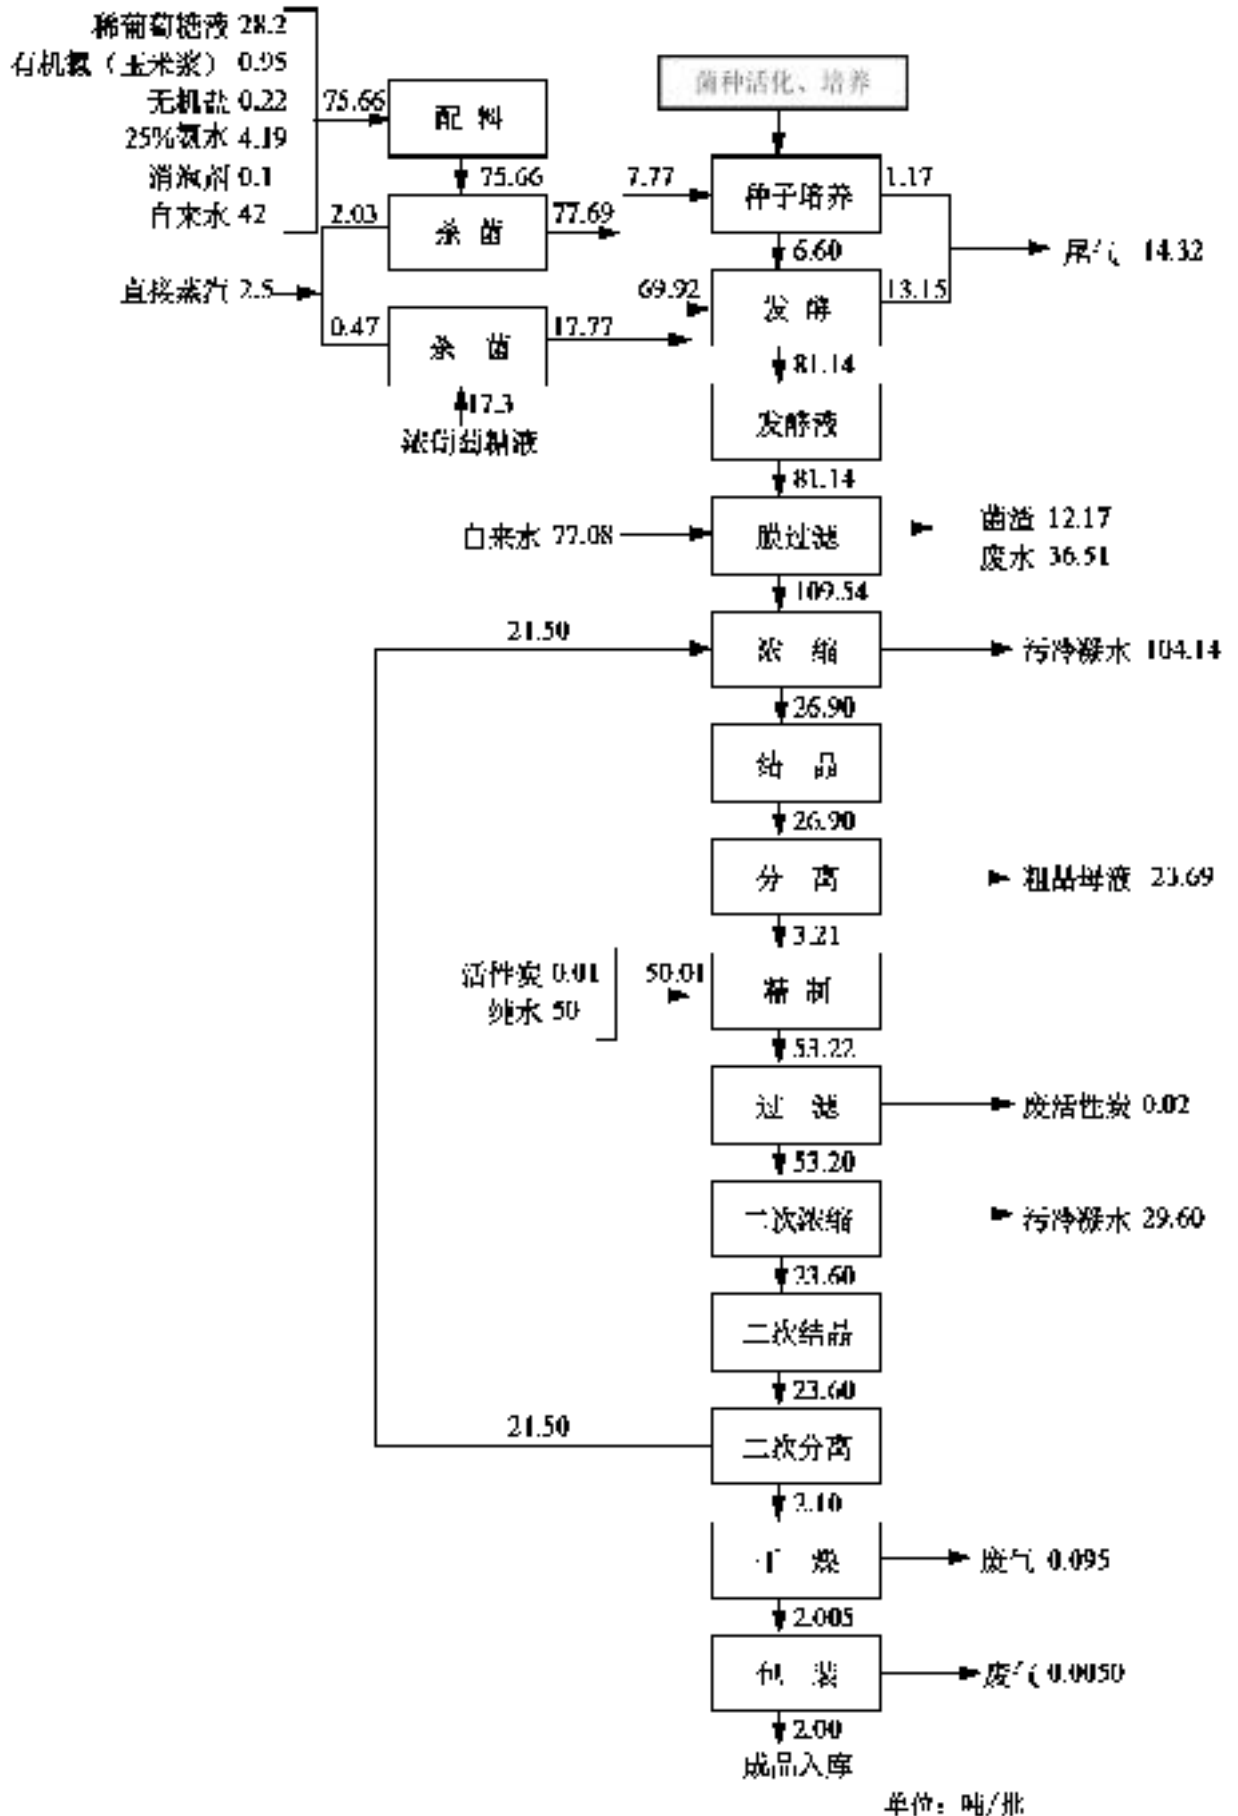 稀葡萄糖液 28.2
有机氮（玉米浆） 0.95
无机盐 0.22
25%氨水 4.19
消泡剂 0.1
自来水 42
75.66
配 料
菌种活化、培养
75.66
2.03
杀 菌
77.69
7.77
种子培养
1.17
6.60
尾气 14.32
直接蒸汽 2.5
69.92
发 酵
13.15
0.47
杀 菌
17.77
81.14
17.3
浓葡萄糖液
发酵液
81.14
自来水 77.08
膜过滤
菌渣 12.17
废水 36.51
109.54
21.50
浓 缩
污冷凝水 104.14
26.90
结 晶
26.90
分 离
粗品母液 23.69
3.21
活性炭 0.01
纯水 50
50.01
精 制
53.22
过 滤
废活性炭 0.02
53.20
二次浓缩
污冷凝水 29.60
23.60
二次结晶
23.60
21.50
二次分离
2.10
干 燥
废气 0.095
2.005
包 装
废气 0.0050
2.00
成品入库
单位：吨/批